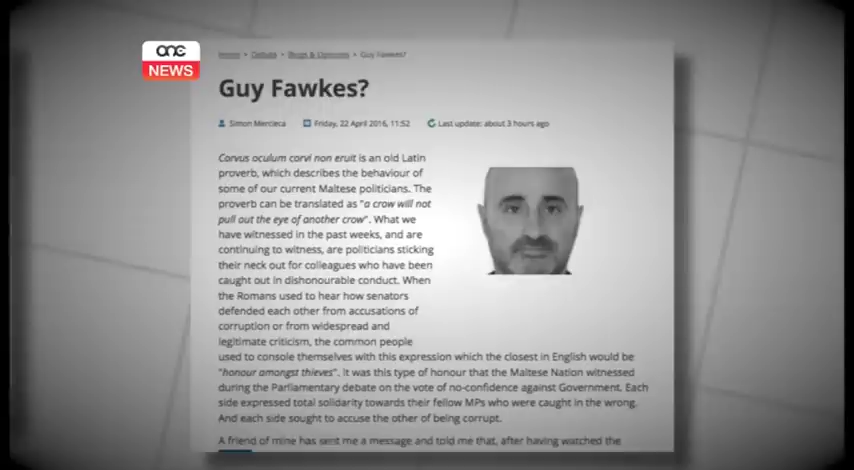 one
NEWS
Home • Debate • Blogs & Opinions • Guy Fawkes?
Guy Fawkes?
Simon Mercieca Friday, 22 April 2016, 11:52 Last update: about 3 hours ago
Corvus oculum corvi non eruit is an old Latin
proverb, which describes the behaviour of
some of our current Maltese politicians. The
proverb can be translated as "a crow will not
pull out the eye of another crow". What we
have witnessed in the past weeks, and are
continuing to witness, are politicians sticking
their neck out for colleagues who have been
caught out in dishonourable conduct. When
the Romans used to hear how senators
defended each other from accusations of
corruption or from widespread and
legitimate criticism, the common people
used to console themselves with this expression which the closest in English would be
"honour amongst thieves". It was this type of honour that the Maltese Nation witnessed
during the Parliamentary debate on the vote of no-confidence against Government. Each
side expressed total solidarity towards their fellow MPs who were caught in the wrong.
And each side sought to accuse the other of being corrupt.
A friend of mine has sent me a message and told me that, after having watched the